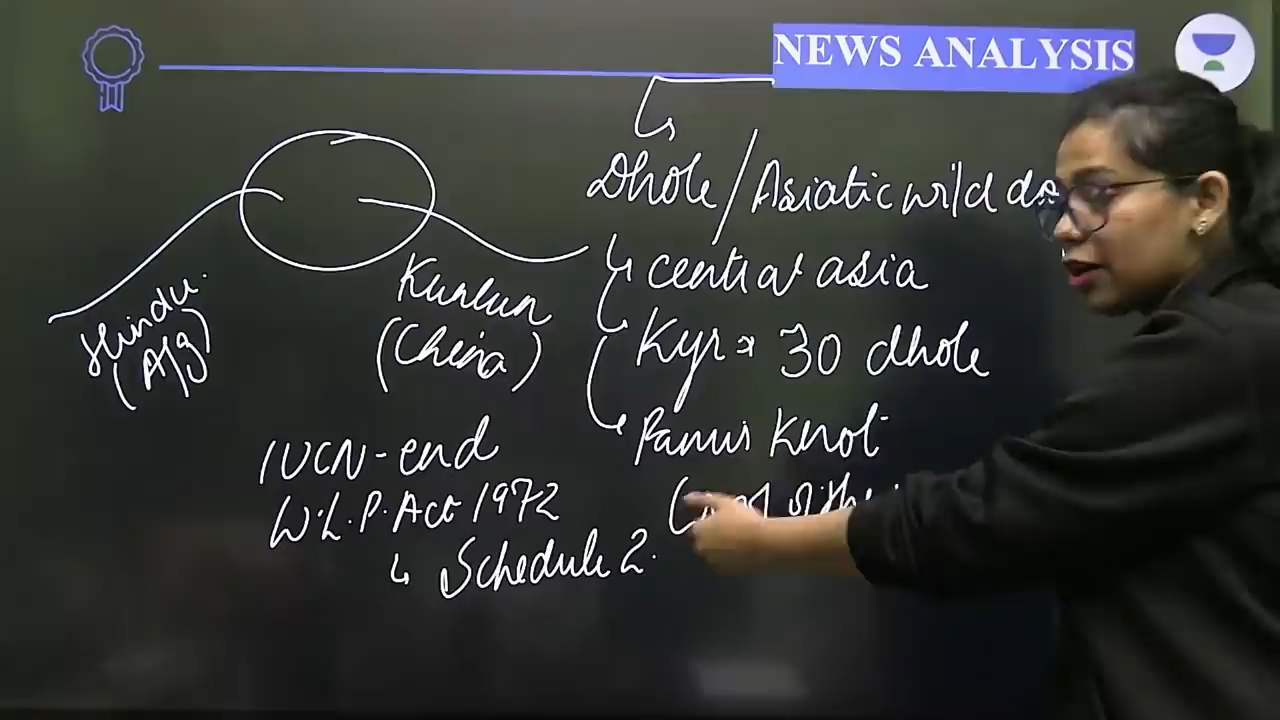 NEWS ANALYSIS
Dhole / Asiatic wild do
central asia
Kyr 30 dhole
Pamir Knot
Hindu
(Afg)
Kunlun
(China)
IUCN - end
W.L.P. Act 1972
Schedule 2.